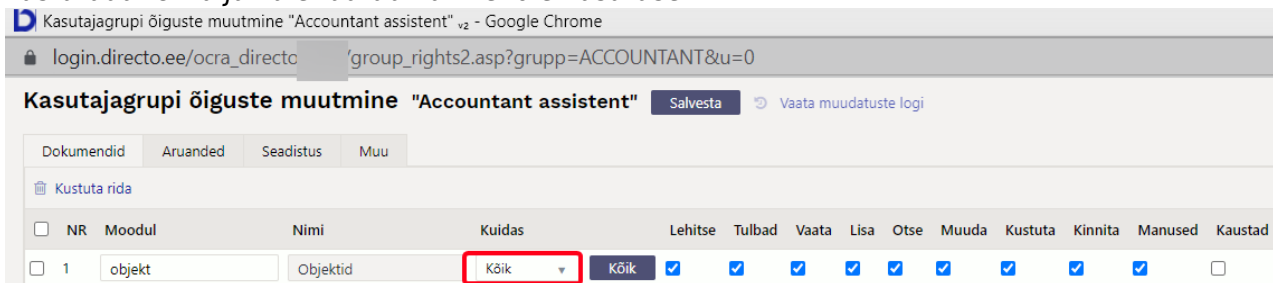 Kasutajagrupi õiguste muutmine "Accountant assistent" v2 - Google Chrome
login.directo.ee/ocra_directo /group_rights2.asp?grupp=ACCOUNTANT&u=0
Kasutajagrupi õiguste muutmine "Accountant assistent" Salvesta Vaata muudatuste logi
Dokumendid Aruanded Seadistus Muu
Kustuta rida
NR Moodul Nimi Kuidas Lehitse Tulbad Vaata Lisa Otse Muuda Kustuta Kinnita Manused Kaustad
1 objekt Objektid Kõik Kõik